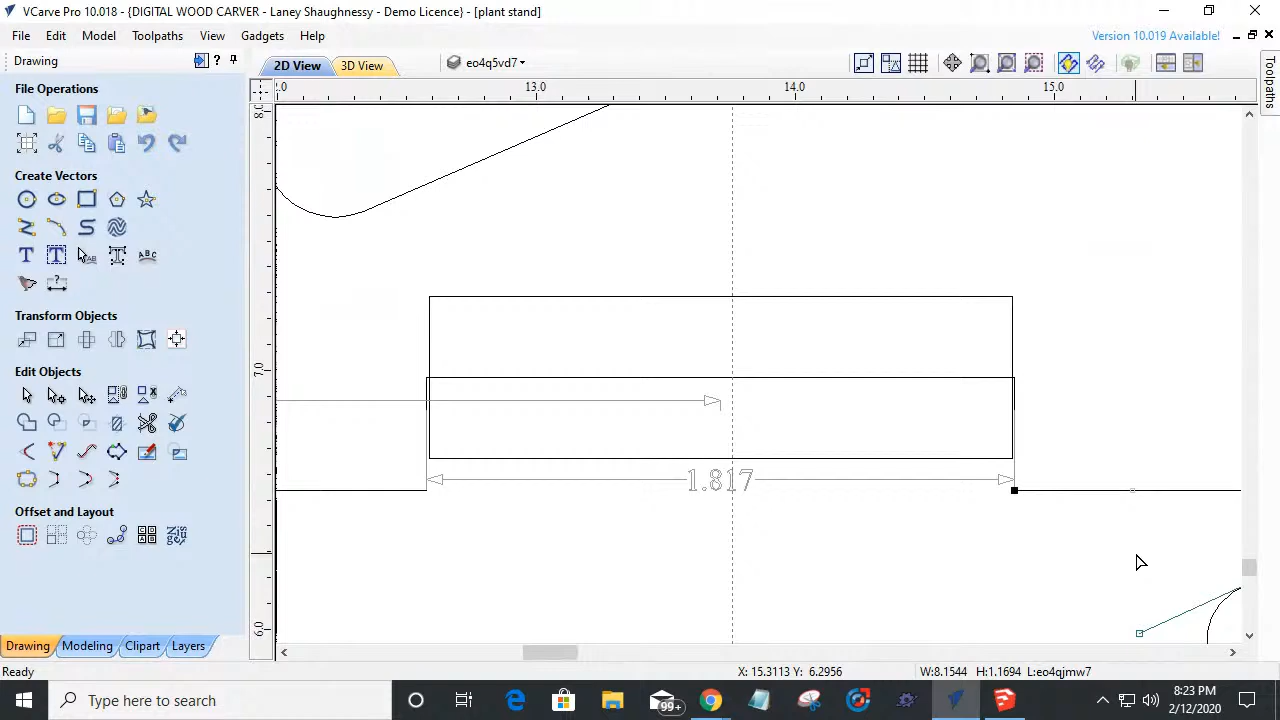 VCarve Pro 10.018 - {DIGITAL WOOD CARVER - Laney Shaughnessy - Demo Licence} - [plant stand]
File Edit Model Toolpaths View Gadgets Help
Version 10.019 Available!
Drawing
2D View
3D View
eo4q5vd7
Toolpaths
File Operations
Create Vectors
Transform Objects
Edit Objects
Offset and Layout
.0
13.0
14.0
15.0
8.0
7.0
6.0
1.817
Drawing
Modeling
Clipart
Layers
Ready
X: 15.3113 Y: 6.2956
W:8.1544 H:1.1694 L:eo4qjmw7
Type here to search
99+
8:23 PM
2/12/2020